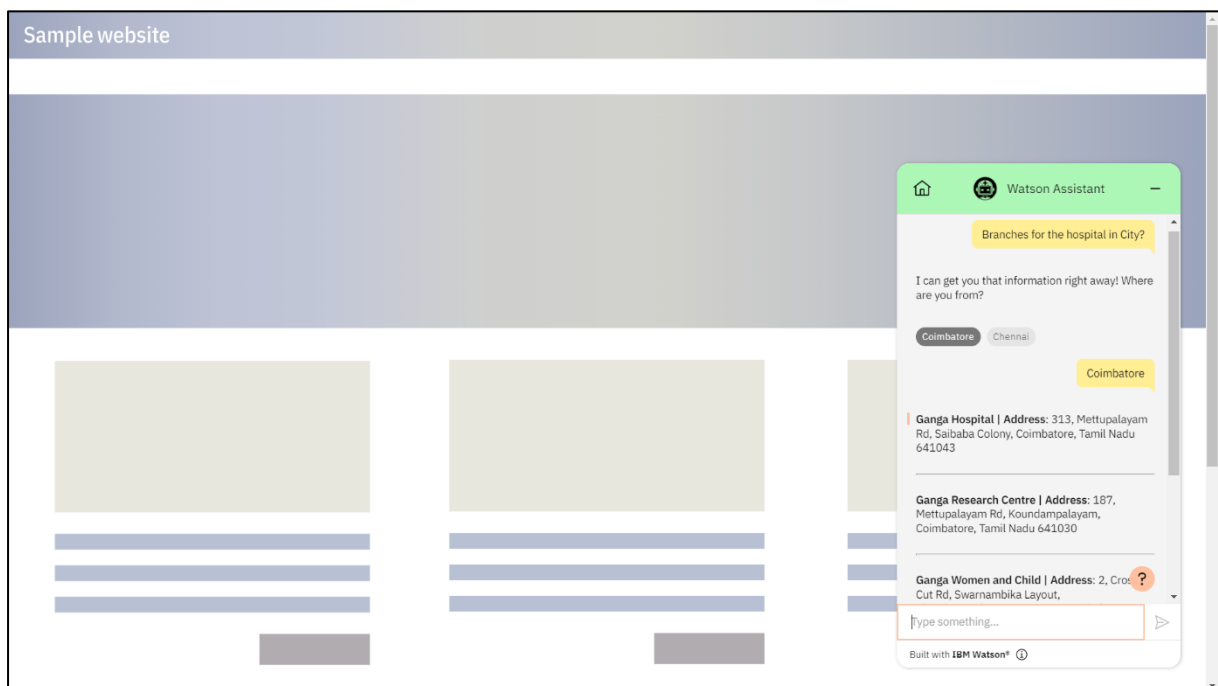 Sample website
Watson Assistant
Branches for the hospital in City?
I can get you that information right away! Where
are you from?
Coimbatore
Chennai
Coimbatore
Ganga Hospital | Address: 313, Mettupalayam
Rd, Saibaba Colony, Coimbatore, Tamil Nadu
641043
Ganga Research Centre | Address: 187,
Mettupalayam Rd, Koundampalayam,
Coimbatore, Tamil Nadu 641030
Ganga Women and Child | Address: 2,
?
Cut Rd, Swarnambika Layout,
Type something...
Built with IBM Watson®